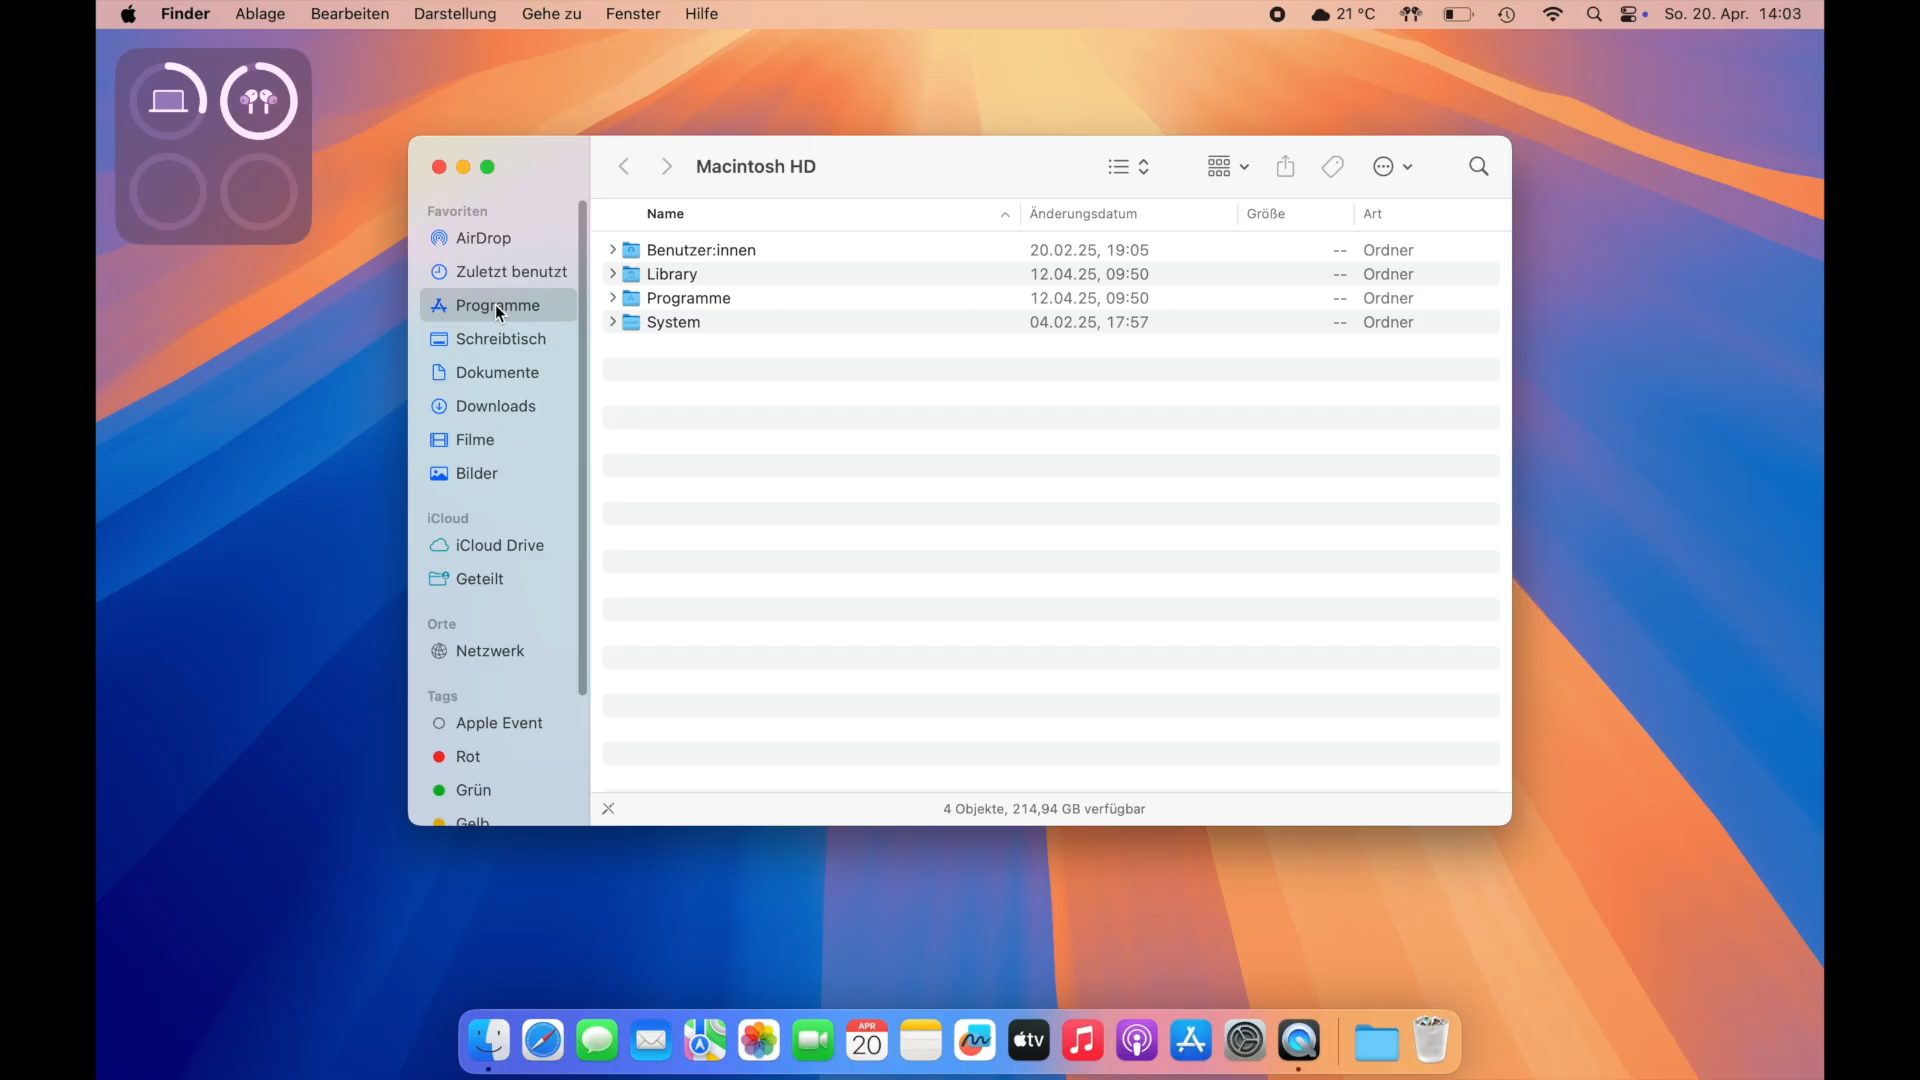 Finder Ablage Bearbeiten Darstellung Gehe zu Fenster Hilfe 21 °C So. 20. Apr. 14:03
Macintosh HD
Favoriten
AirDrop
Zuletzt benutzt
Programme
Schreibtisch
Dokumente
Downloads
Filme
Bilder
iCloud
iCloud Drive
Geteilt
Orte
Netzwerk
Tags
Apple Event
Rot
Grün
Gelb
Name Änderungsdatum Größe Art
Benutzer:innen 20.02.25, 19:05 -- Ordner
Library 12.04.25, 09:50 -- Ordner
Programme 12.04.25, 09:50 -- Ordner
System 04.02.25, 17:57 -- Ordner
4 Objekte, 214,94 GB verfügbar
APR
20
tv